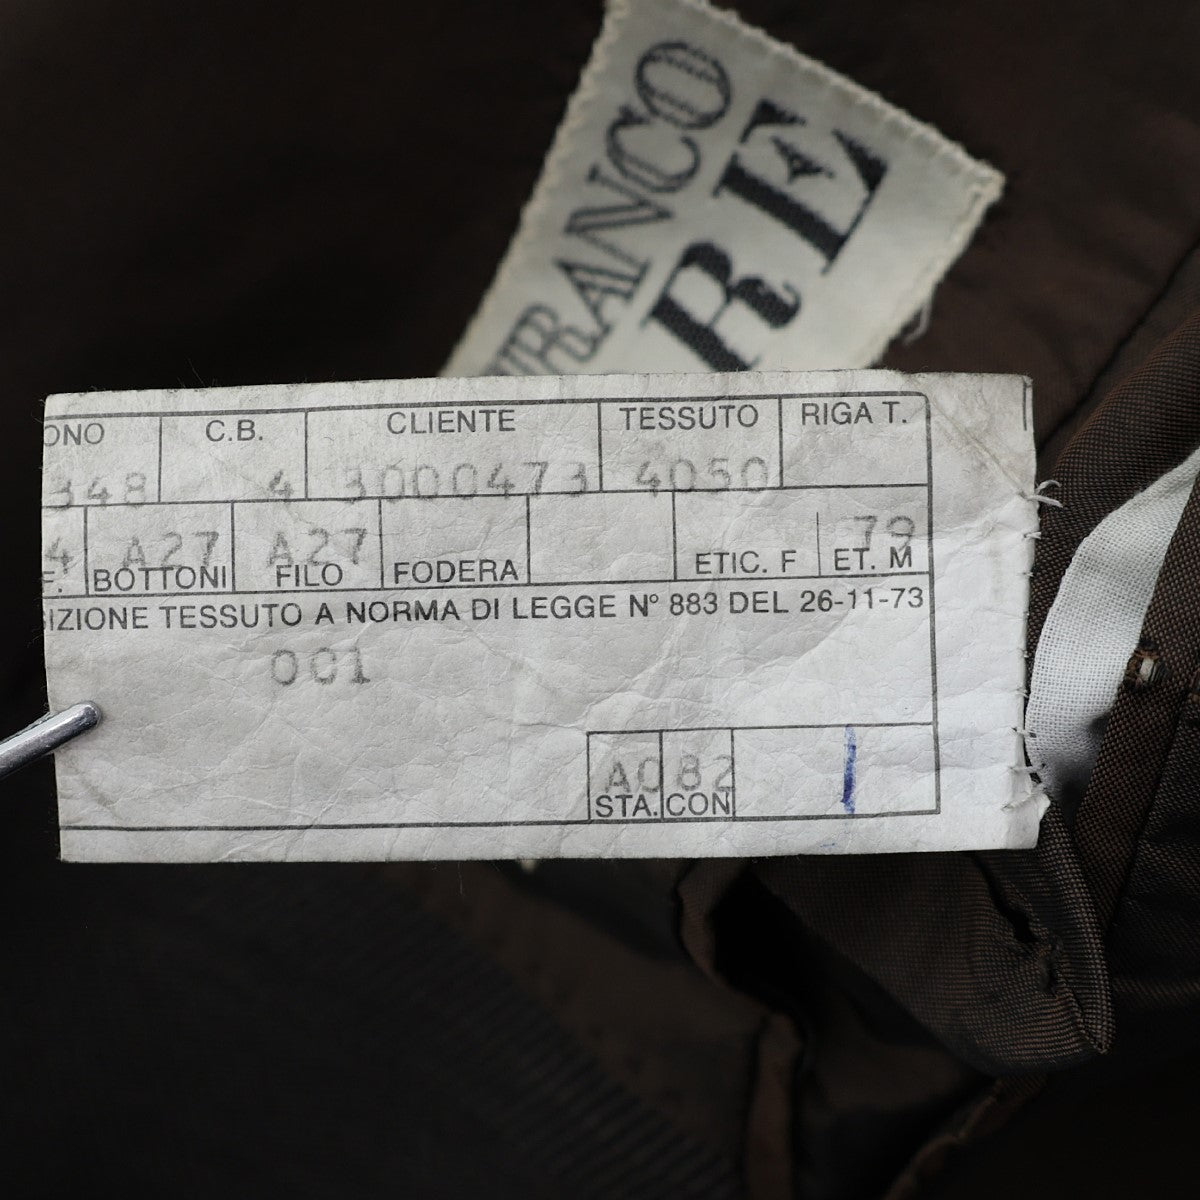 FRANCO
RE
ONO C.B. CLIENTE TESSUTO RIGA T.
348 4 3000473 4050
4 A27 A27 79
F. BOTTONI FILO FODERA ETIC. F ET. M
IZIONE TESSUTO A NORMA DI LEGGE N° 883 DEL 26-11-73
001
A0 82
STA. CON